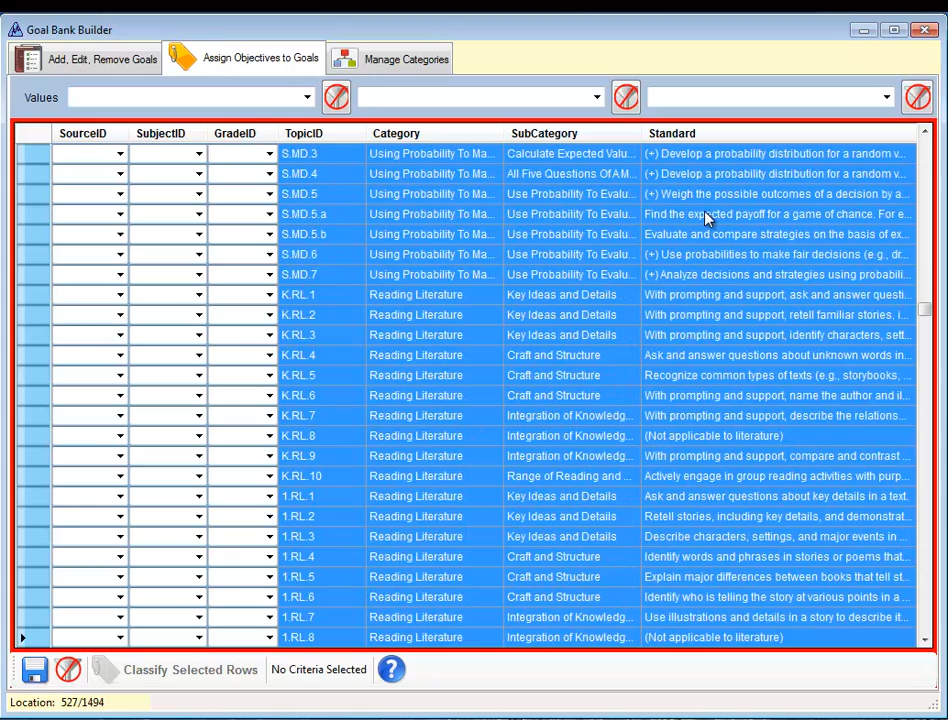 Goal Bank Builder
Add, Edit, Remove Goals Assign Objectives to Goals Manage Categories
Values
SourceID SubjectID GradeID TopicID Category SubCategory Standard
S.MD.3 Using Probability To Ma... Calculate Expected Valu... (+) Develop a probability distribution for a random v...
S.MD.4 Using Probability To Ma... All Five Questions Of A M... (+) Develop a probability distribution for a random v...
S.MD.5 Using Probability To Ma... Use Probability To Evalu... (+) Weigh the possible outcomes of a decision by a...
S.MD.5.a Using Probability To Ma... Use Probability To Evalu... Find the expected payoff for a game of chance. For e...
S.MD.5.b Using Probability To Ma... Use Probability To Evalu... Evaluate and compare strategies on the basis of ex...
S.MD.6 Using Probability To Ma... Use Probability To Evalu... (+) Use probabilities to make fair decisions (e.g., dr...
S.MD.7 Using Probability To Ma... Use Probability To Evalu... (+) Analyze decisions and strategies using probabili...
K.RL.1 Reading Literature Key Ideas and Details With prompting and support, ask and answer questi...
K.RL.2 Reading Literature Key Ideas and Details With prompting and support, retell familiar stories, i...
K.RL.3 Reading Literature Key Ideas and Details With prompting and support, identify characters, sett...
K.RL.4 Reading Literature Craft and Structure Ask and answer questions about unknown words in...
K.RL.5 Reading Literature Craft and Structure Recognize common types of texts (e.g., storybooks, ...
K.RL.6 Reading Literature Craft and Structure With prompting and support, name the author and il...
K.RL.7 Reading Literature Integration of Knowledg... With prompting and support, describe the relations...
K.RL.8 Reading Literature Integration of Knowledg... (Not applicable to literature)
K.RL.9 Reading Literature Integration of Knowledg... With prompting and support, compare and contrast ...
K.RL.10 Reading Literature Range of Reading and ... Actively engage in group reading activities with purp...
1.RL.1 Reading Literature Key Ideas and Details Ask and answer questions about key details in a text.
1.RL.2 Reading Literature Key Ideas and Details Retell stories, including key details, and demonstrat...
1.RL.3 Reading Literature Key Ideas and Details Describe characters, settings, and major events in ...
1.RL.4 Reading Literature Craft and Structure Identify words and phrases in stories or poems that...
1.RL.5 Reading Literature Craft and Structure Explain major differences between books that tell st...
1.RL.6 Reading Literature Craft and Structure Identify who is telling the story at various points in a ...
1.RL.7 Reading Literature Integration of Knowledg... Use illustrations and details in a story to describe it...
1.RL.8 Reading Literature Integration of Knowledg... (Not applicable to literature)
Classify Selected Rows No Criteria Selected ?
Location: 527/1494